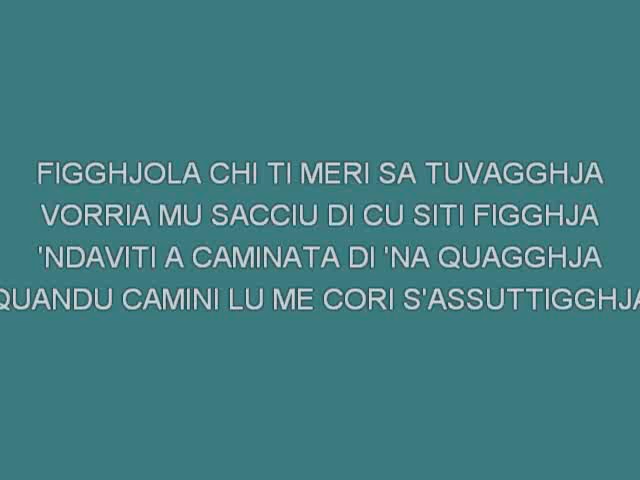 FIGGHJOLA CHI TI MERI SA TUVAGGHJA
VORRIA MU SACCIU DI CU SITI FIGGHJA
'NDAVITI A CAMINATA DI 'NA QUAGGHJA
QUANDU CAMINI LU ME CORI S'ASSUTTIGGHJA